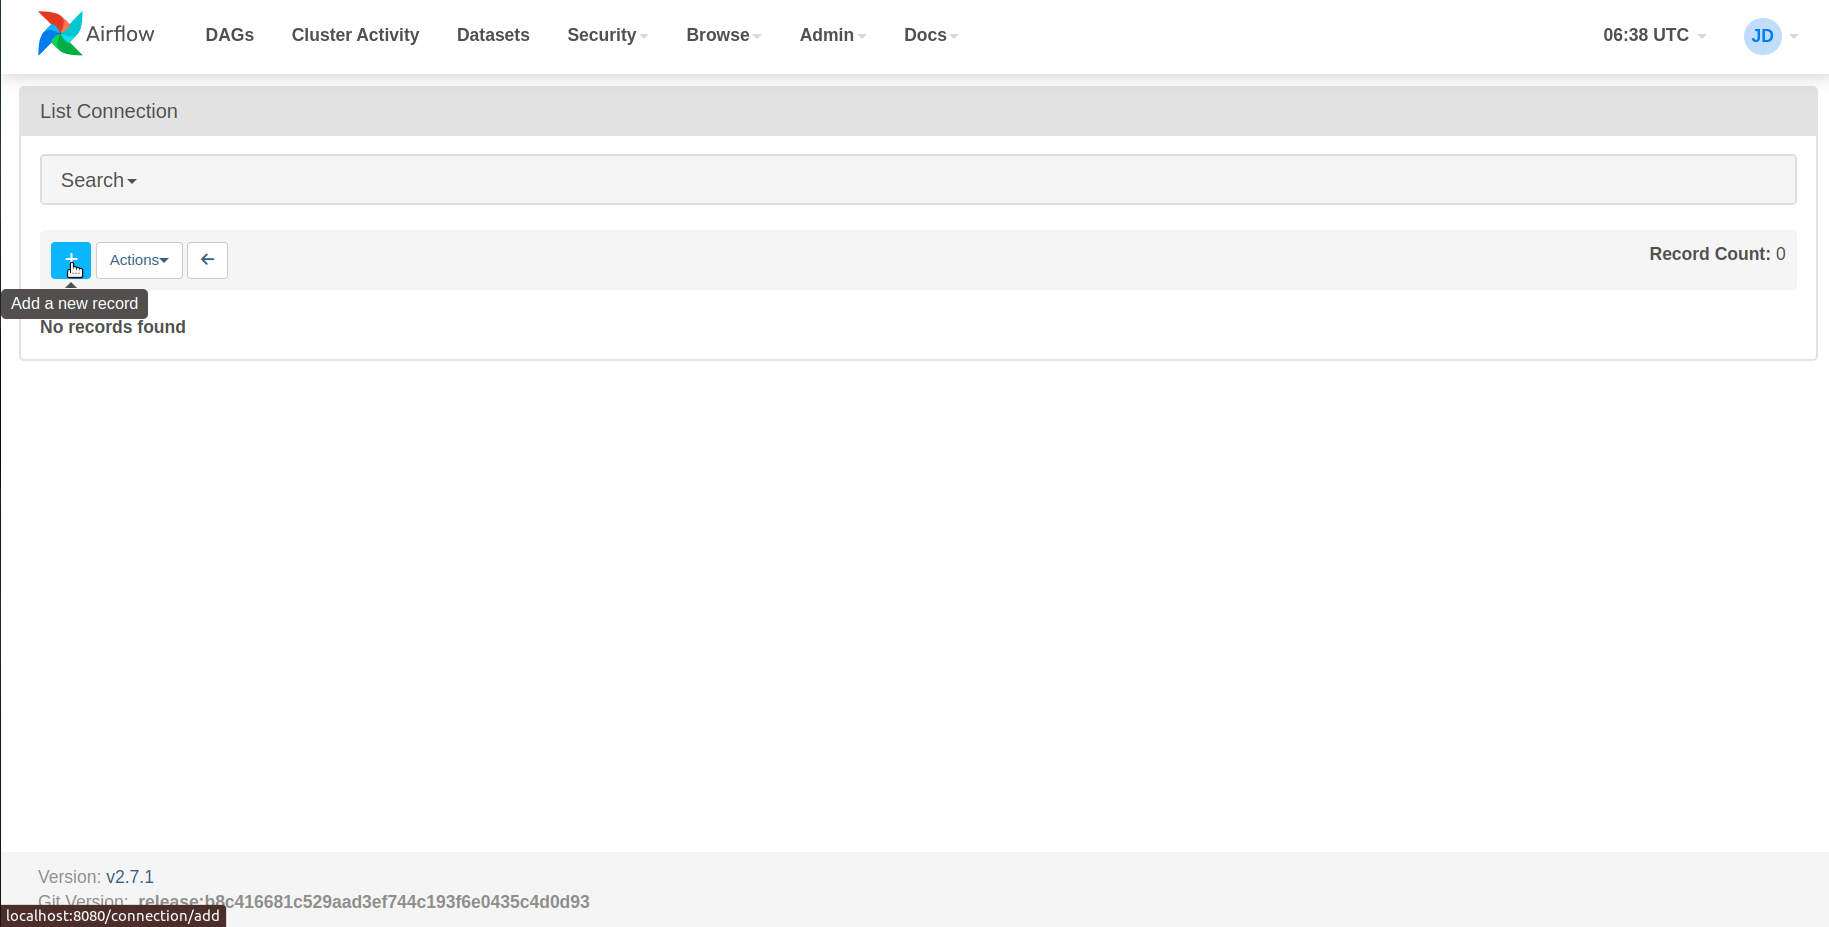 Airflow DAGs Cluster Activity Datasets Security Browse Admin Docs 06:38 UTC JD
List Connection
Search
Actions Record Count: 0
Add a new record
No records found
Version: v2.7.1
Git Version: release:b8c416681c529aad3ef744c193f6e0435c4d0d93
localhost:8080/connection/add